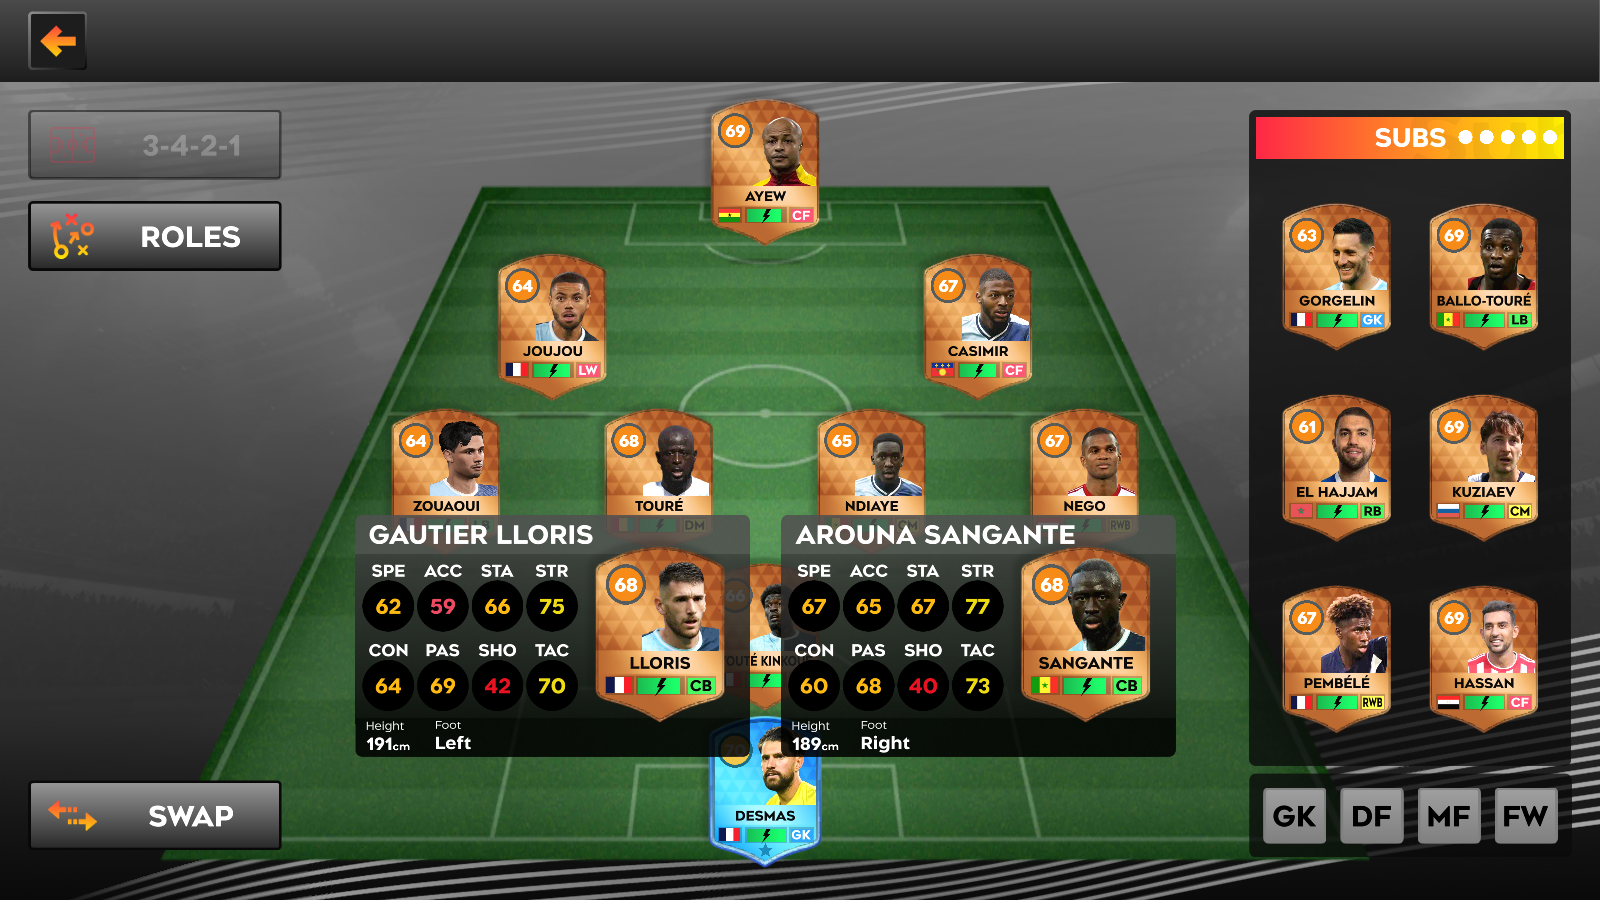 3-4-2-1
ROLES
SWAP
69
AYEW
CF
64
JOUJOU
LW
67
CASIMIR
CF
64
ZOUAOUI
68
TOURÉ
DM
65
NDIAYE
CM
67
NEGO
RWB
GAUTIER LLORIS
SPE ACC STA STR
62 59 66 75
CON PAS SHO TAC
64 69 42 70
Height Foot
191cm Left
68
LLORIS
CB
66
AROUNA SANGANTE
SPE ACC STA STR
67 65 67 77
CON PAS SHO TAC
60 68 40 73
Height Foot
189cm Right
68
SANGANTE
CB
70
DESMAS
GK
SUBS
63
GORGELIN
GK
69
BALLO-TOURÉ
LB
61
EL HAJJAM
RB
69
KUZIAEV
CM
67
PEMBÉLÉ
RWB
69
HASSAN
CF
GK DF MF FW